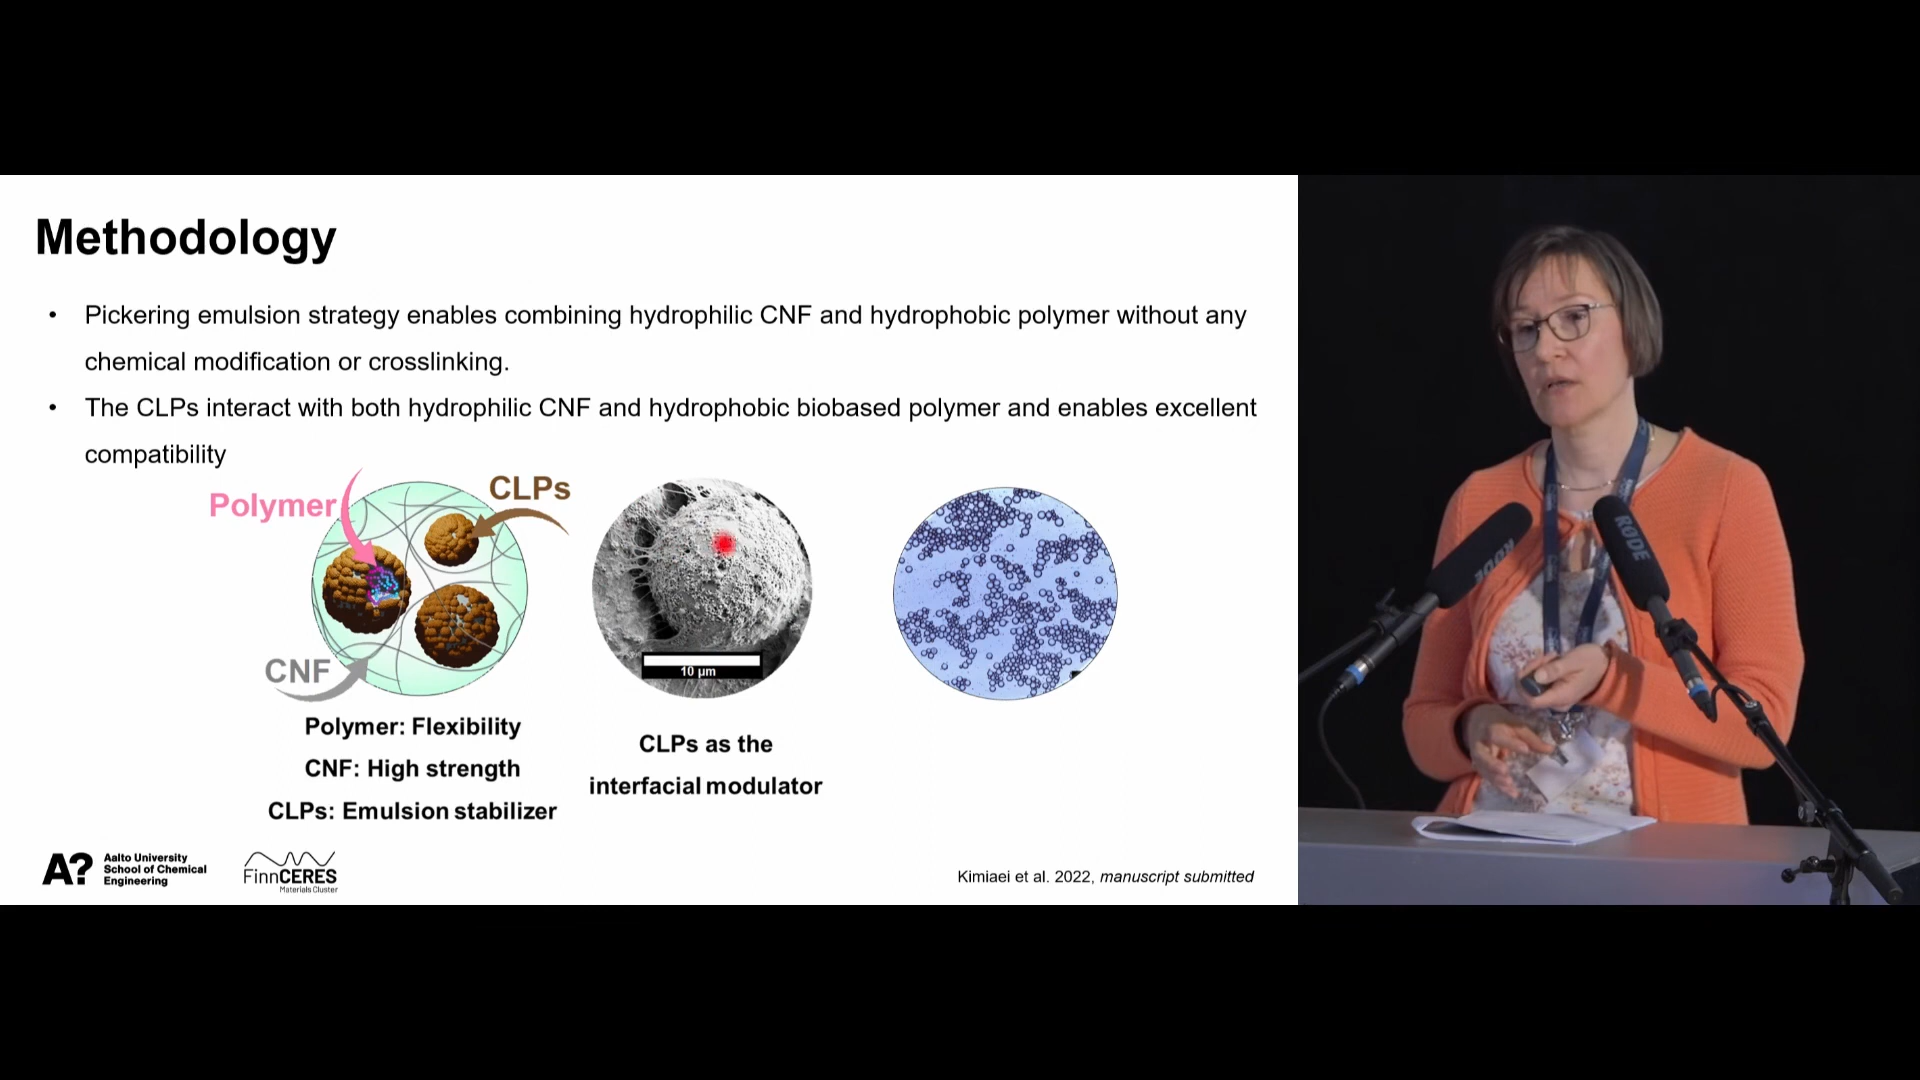 Methodology
• Pickering emulsion strategy enables combining hydrophilic CNF and hydrophobic polymer without any
chemical modification or crosslinking.
• The CLPs interact with both hydrophilic CNF and hydrophobic biobased polymer and enables excellent
compatibility
Polymer
CLPs
CNF
10 µm
Polymer: Flexibility
CNF: High strength
CLPs: Emulsion stabilizer
CLPs as the
interfacial modulator
A?
Aalto University
School of Chemical
Engineering
FinnCERES
Materials Cluster
Kimiaei et al. 2022, manuscript submitted
RØDE
RØDE